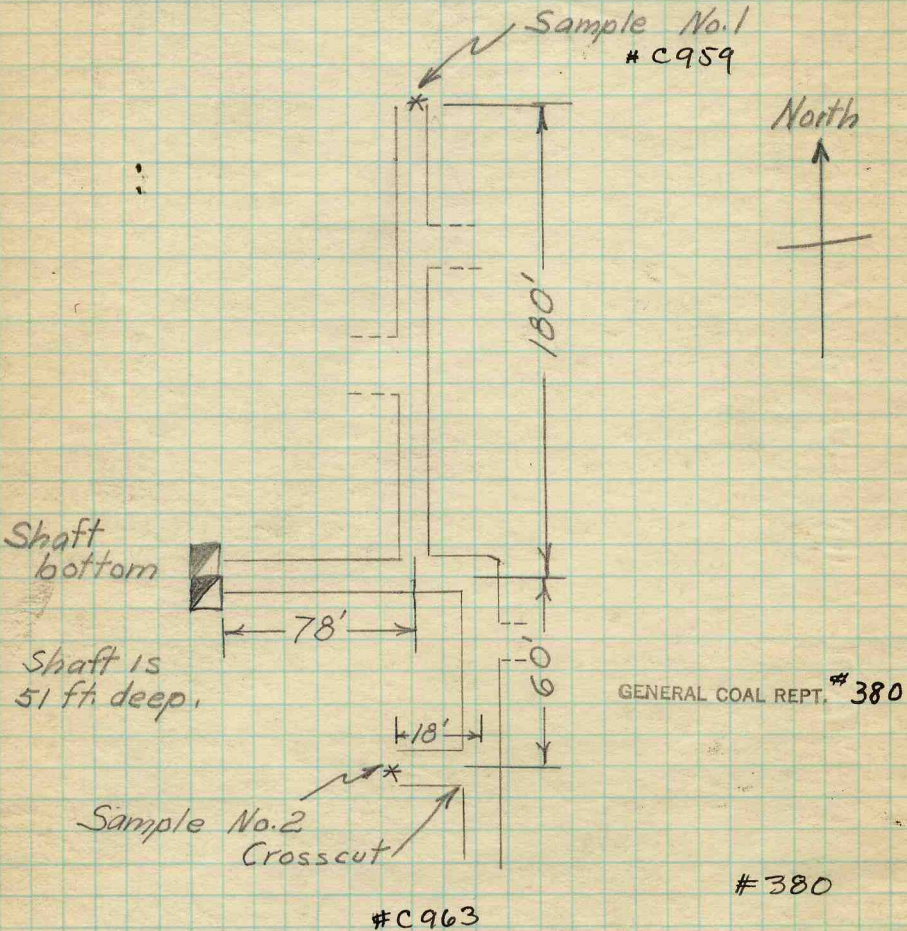 Sample No.1
# C959
North
180'
Shaft
bottom
78'
Shaft is
51 ft. deep.
60'
GENERAL COAL REPT. # 380
18'
Sample No.2
Crosscut
# 380
# C963